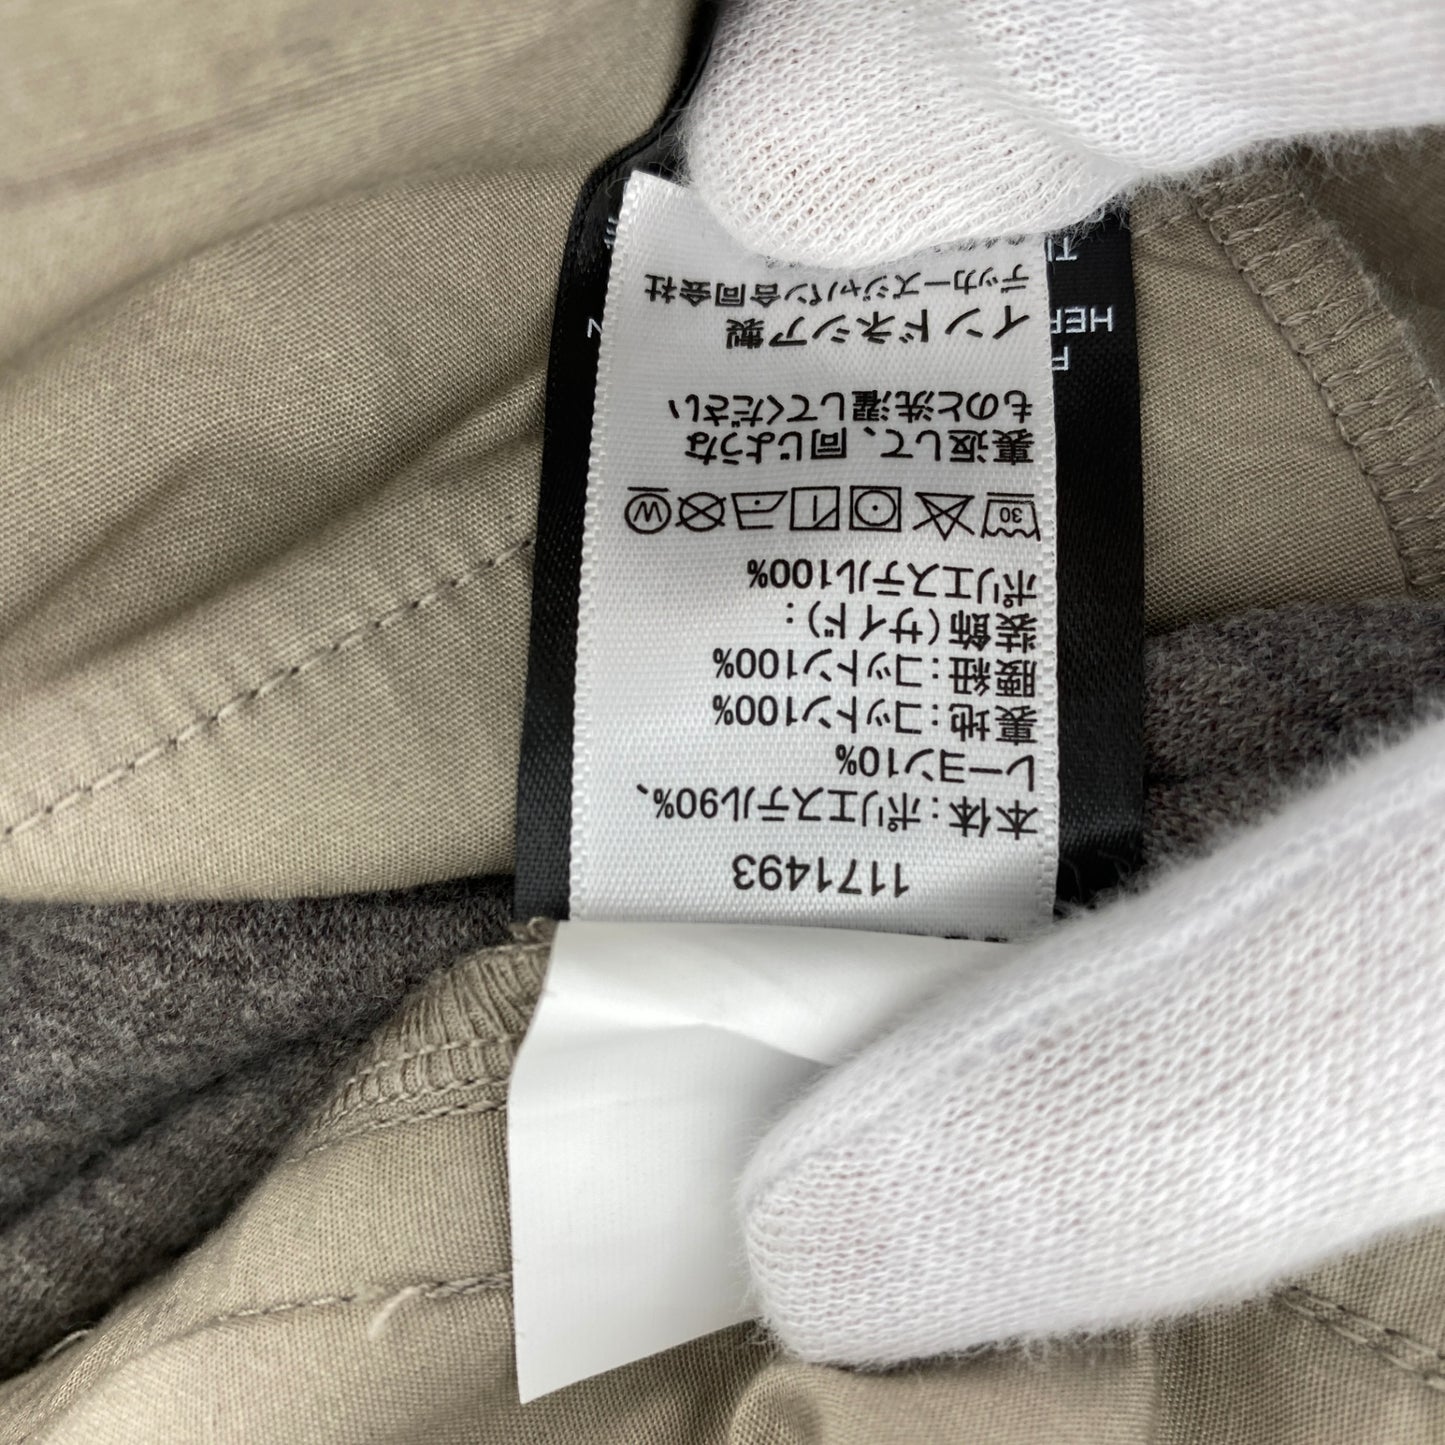 1171493
本体:ポリエステル90%、
レーヨン10%
裏地:コットン100%
腰紐:コットン100%
装飾(サイド):
ポリエステル100%
30 W
裏返して、同じような
ものと洗濯してください
インドネシア製
デッカーズジャパン合同会社
HER